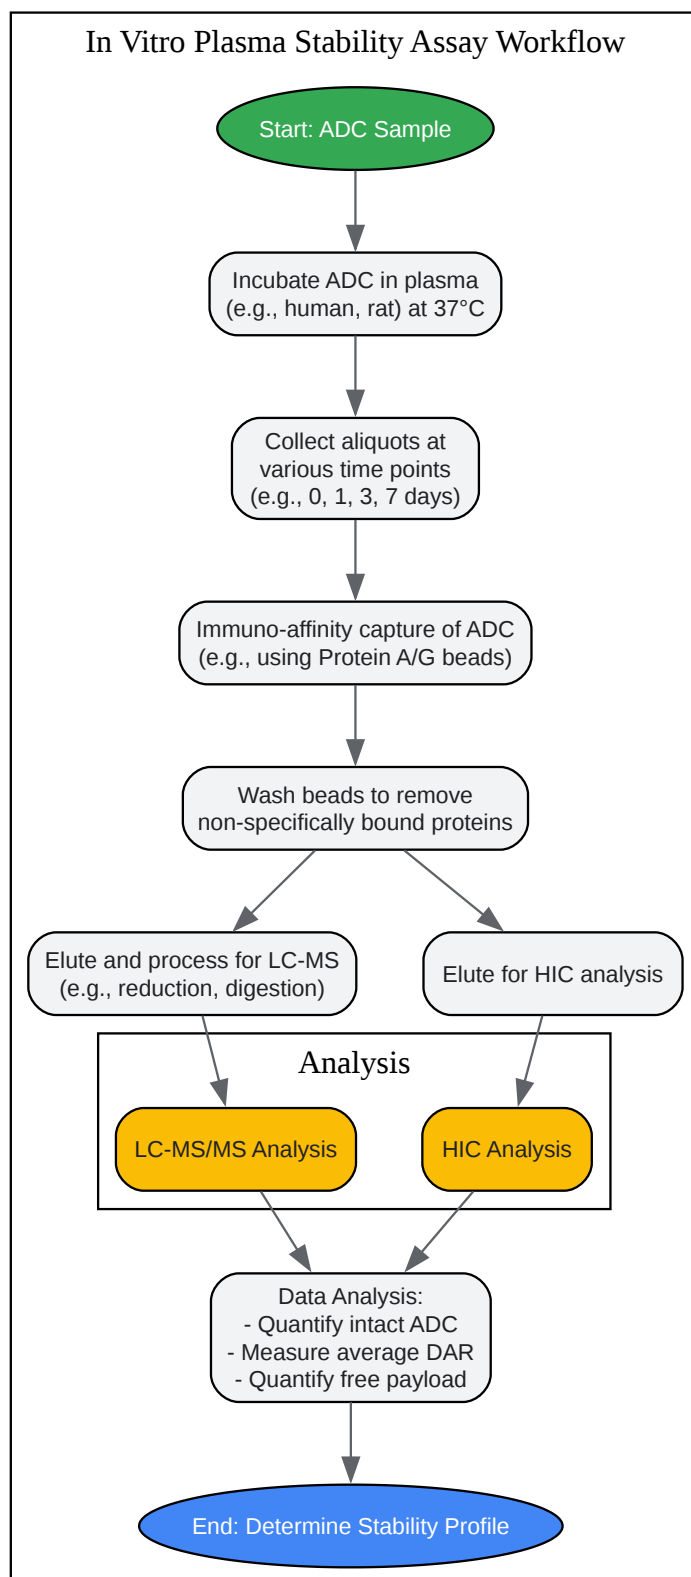 In Vitro Plasma Stability Assay Workflow
Start: ADC Sample
Incubate ADC in plasma
(e.g., human, rat) at 37°C
Collect aliquots at
various time points
(e.g., 0, 1, 3, 7 days)
Immuno-affinity capture of ADC
(e.g., using Protein A/G beads)
Wash beads to remove
non-specifically bound proteins
Elute and process for LC-MS
(e.g., reduction, digestion)
Elute for HIC analysis
Analysis
LC-MS/MS Analysis
HIC Analysis
Data Analysis:
- Quantify intact ADC
- Measure average DAR
- Quantify free payload
End: Determine Stability Profile